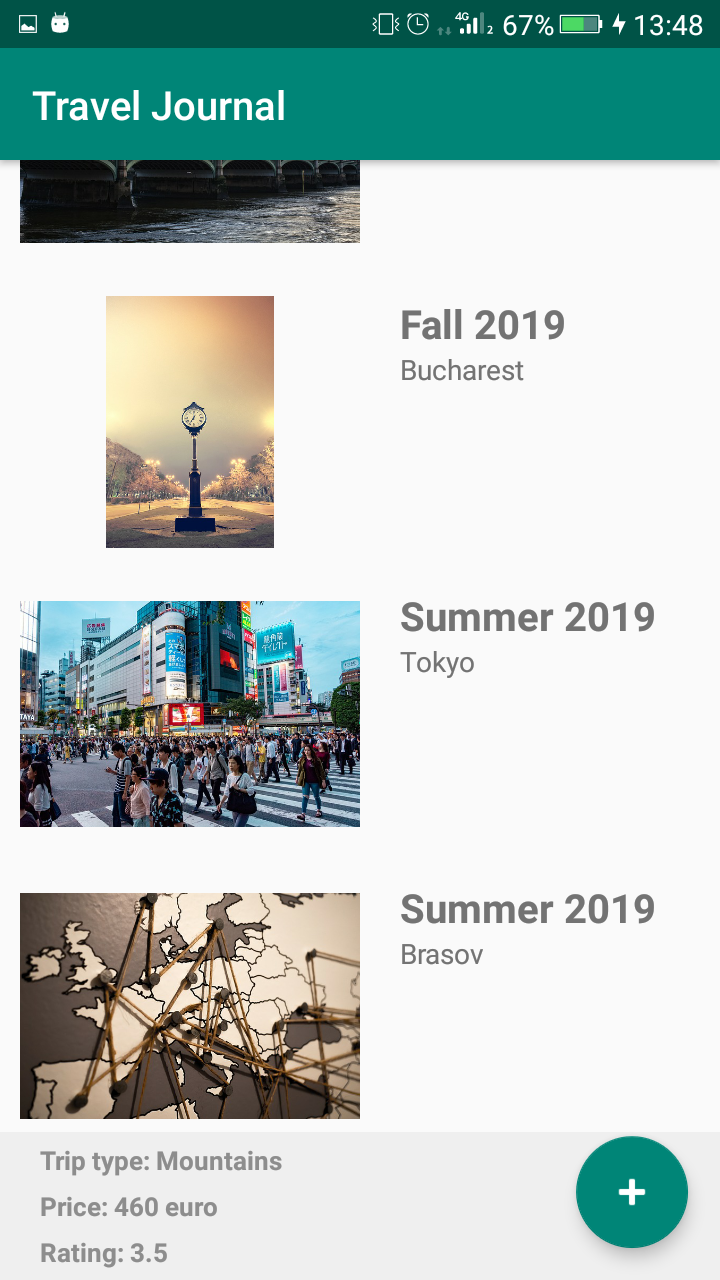 4G
2
67%
13:48
Travel Journal
Fall 2019
Bucharest
Summer 2019
Tokyo
TAYA
Summer 2019
Brasov
Trip type: Mountains
Price: 460 euro
Rating: 3.5
+